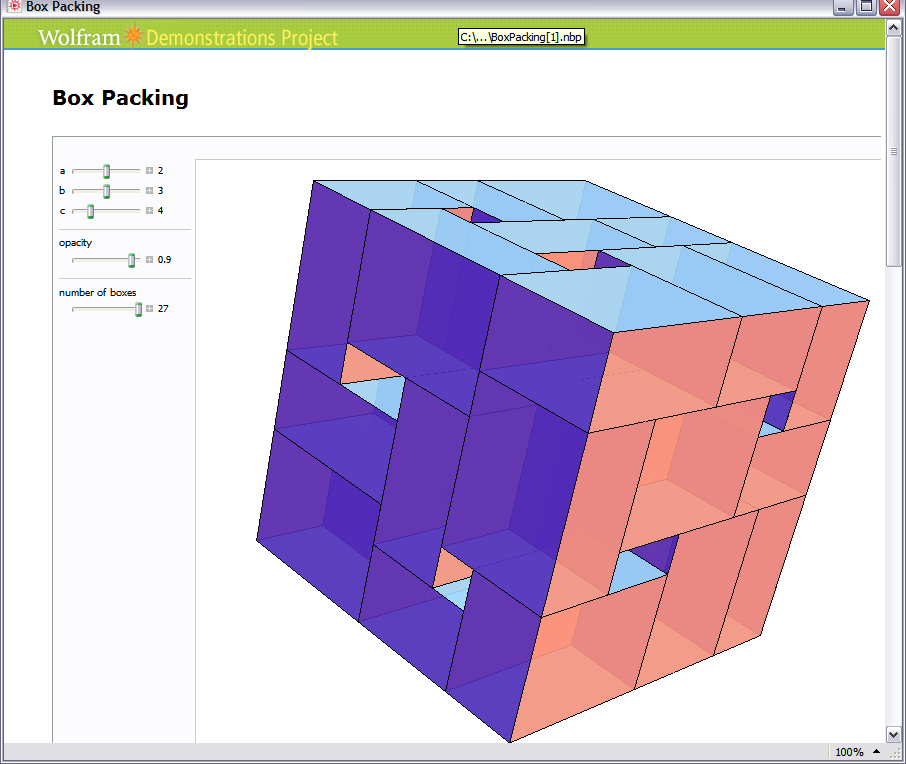 Box Packing
Wolfram Demonstrations Project
C:\...\BoxPacking[1].nbp
Box Packing
a 2
b 3
c 4
opacity
0.9
number of boxes
27
100%